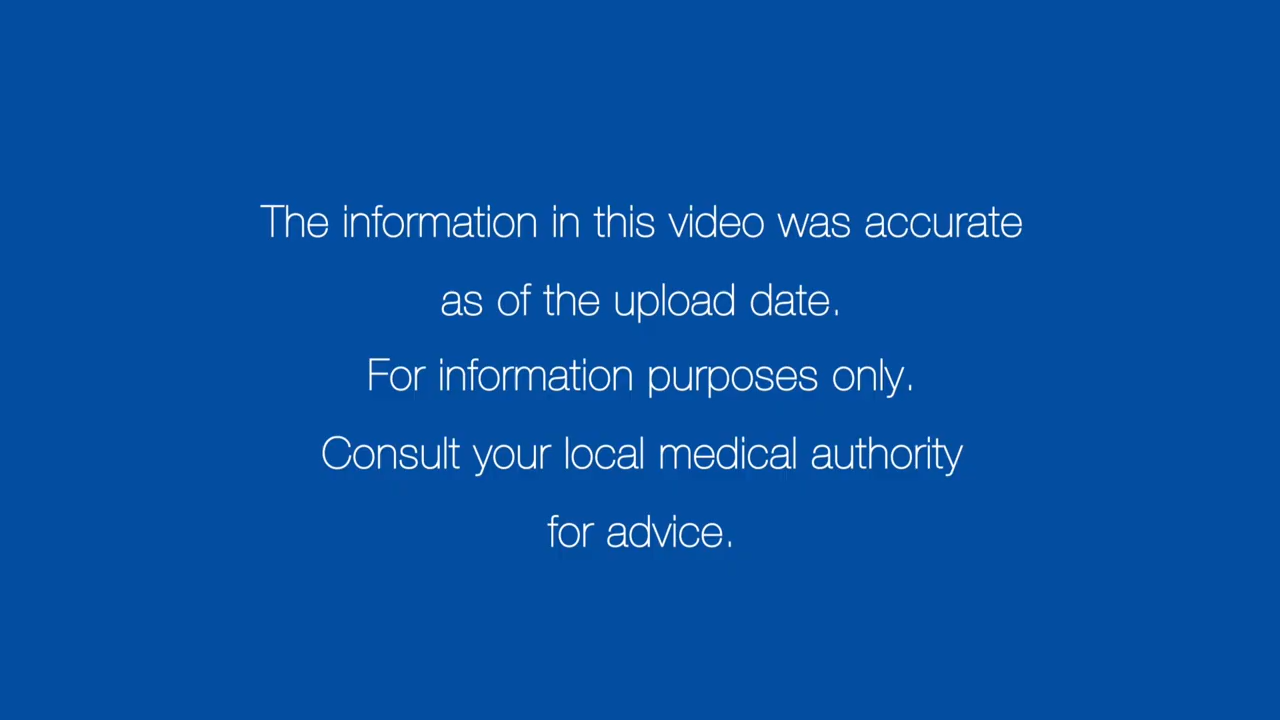 The information in this video was accurate
as of the upload date.
For information purposes only.
Consult your local medical authority
for advice.